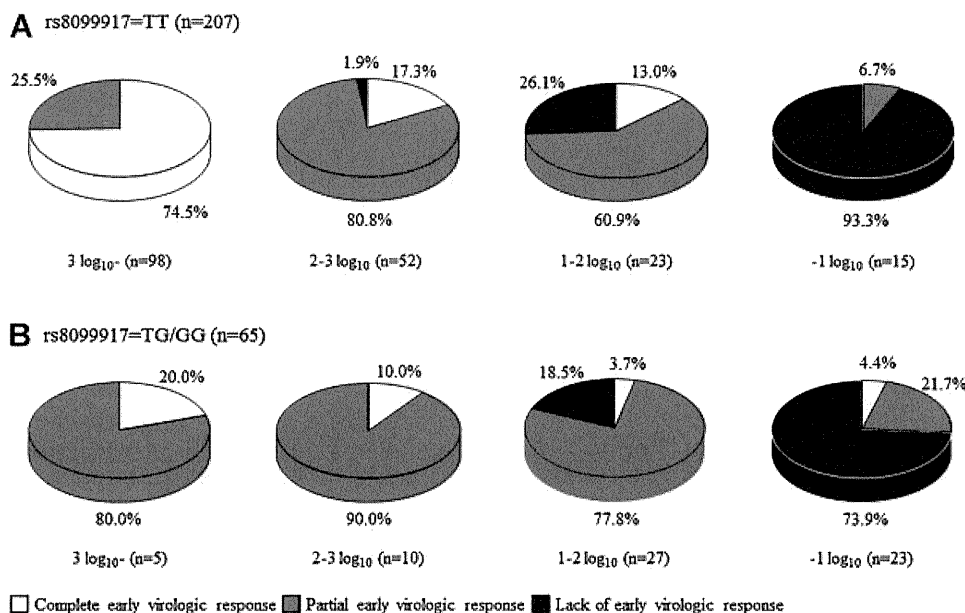 A rs8099917=TT (n=207)
25.5%
74.5%
1.9%
17.3%
80.8%
26.1%
13.0%
60.9%
6.7%
93.3%
3 log₁₀- (n=98)
2-3 log₁₀ (n=52)
1-2 log₁₀ (n=23)
-1 log₁₀ (n=15)
B rs8099917=TG/GG (n=65)
20.0%
80.0%
10.0%
90.0%
18.5%
3.7%
77.8%
4.4%
21.7%
73.9%
3 log₁₀- (n=5)
2-3 log₁₀ (n=10)
1-2 log₁₀ (n=27)
-1 log₁₀ (n=23)
Complete early virologic response Partial early virologic response Lack of early virologic response